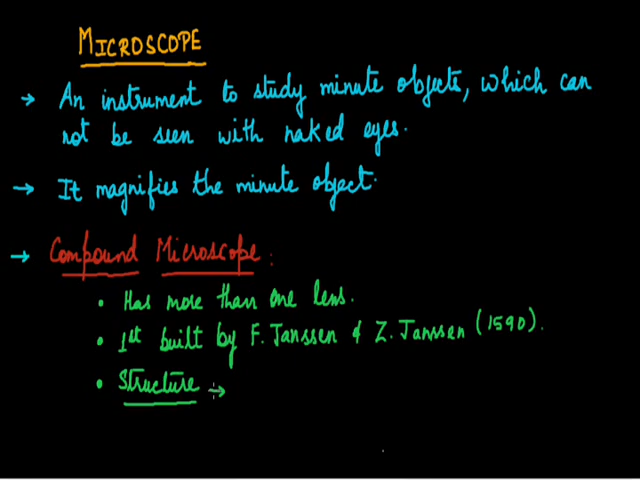 MICROSCOPE
→ An instrument to study minute objects, which can
not be seen with naked eyes.
→ It magnifies the minute object.
→ Compound Microscope:
• Has more than one lens.
• 1st built by F. Janssen & Z. Janssen (1590).
• Structure →